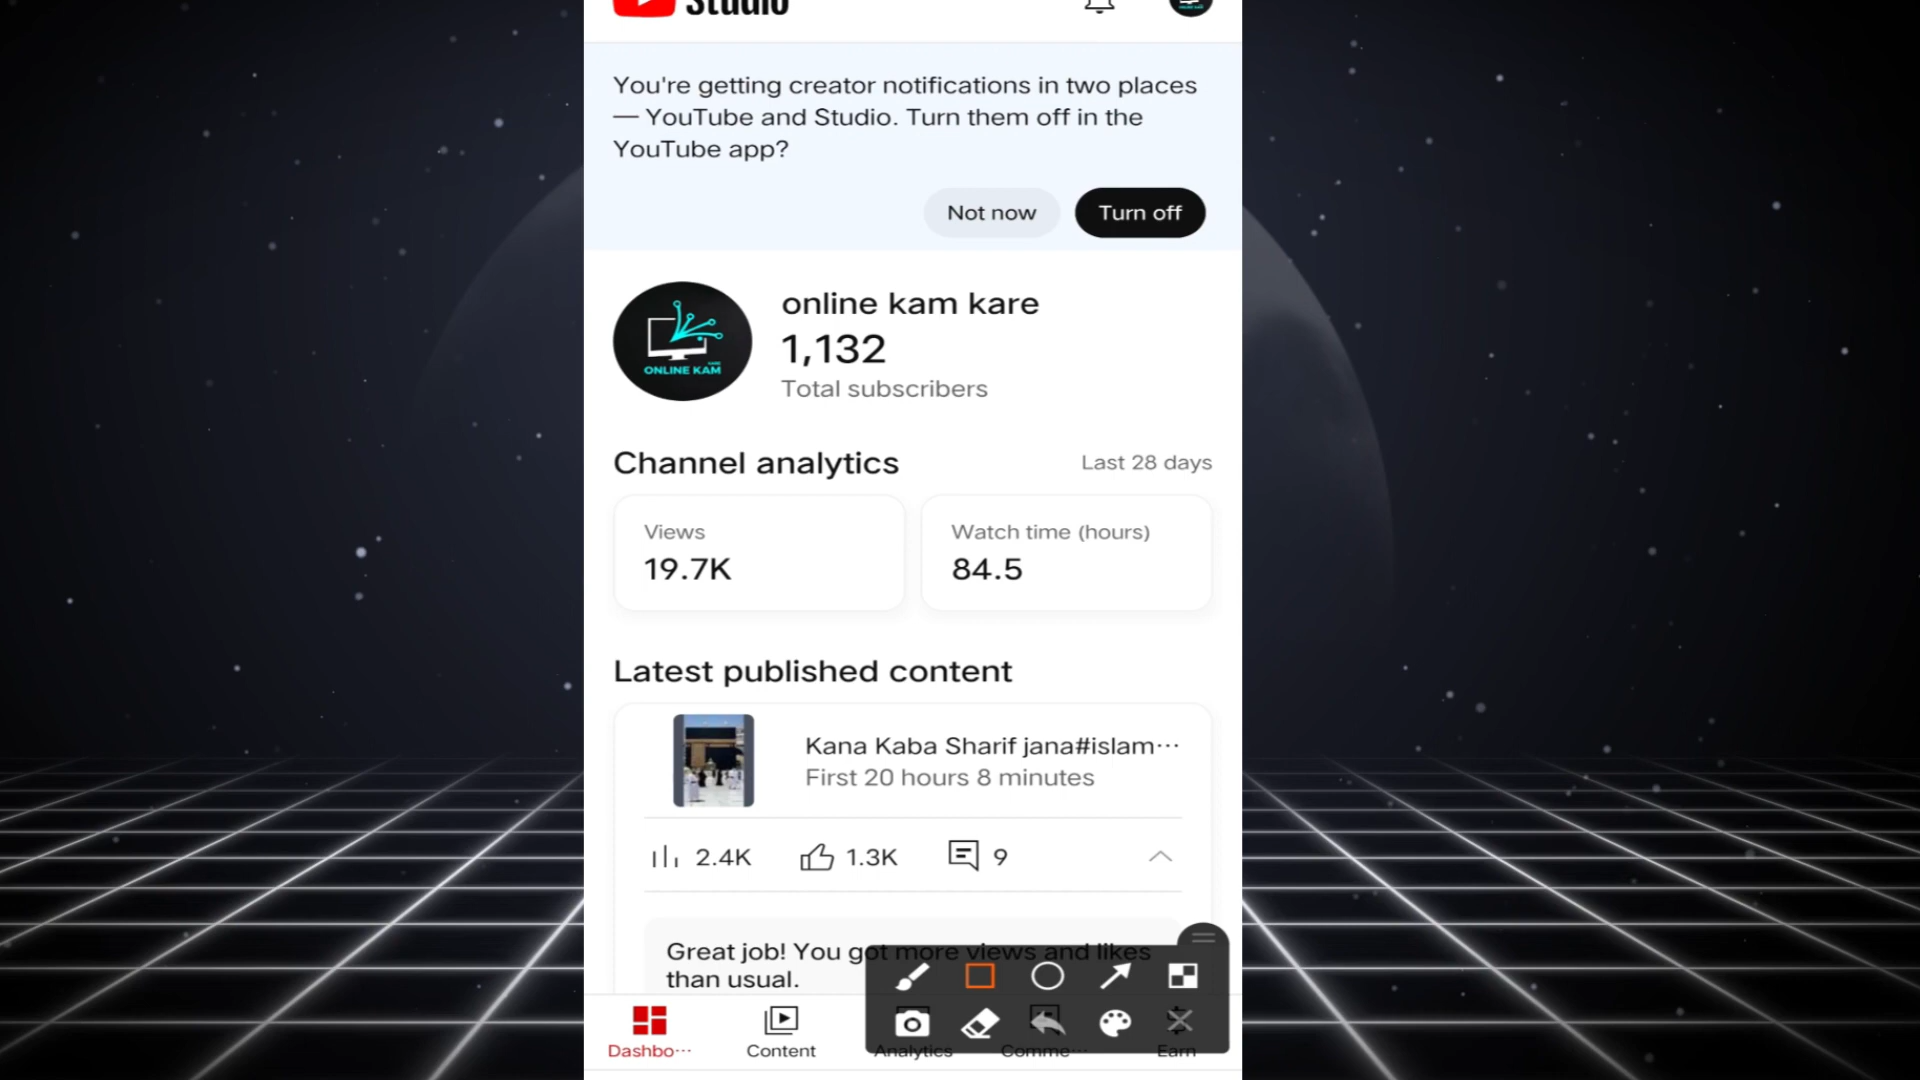 Studio
You're getting creator notifications in two places
— YouTube and Studio. Turn them off in the
YouTube app?
Not now
Turn off
online kam kare
1,132
Total subscribers
ONLINE KAM
Channel analytics
Last 28 days
Views
19.7K
Watch time (hours)
84.5
Latest published content
Kana Kaba Sharif jana#islam···
First 20 hours 8 minutes
2.4K
1.3K
9
Great job! You got more views and likes
than usual.
Dashbo···
Content
Analytics
Comme···
Earn